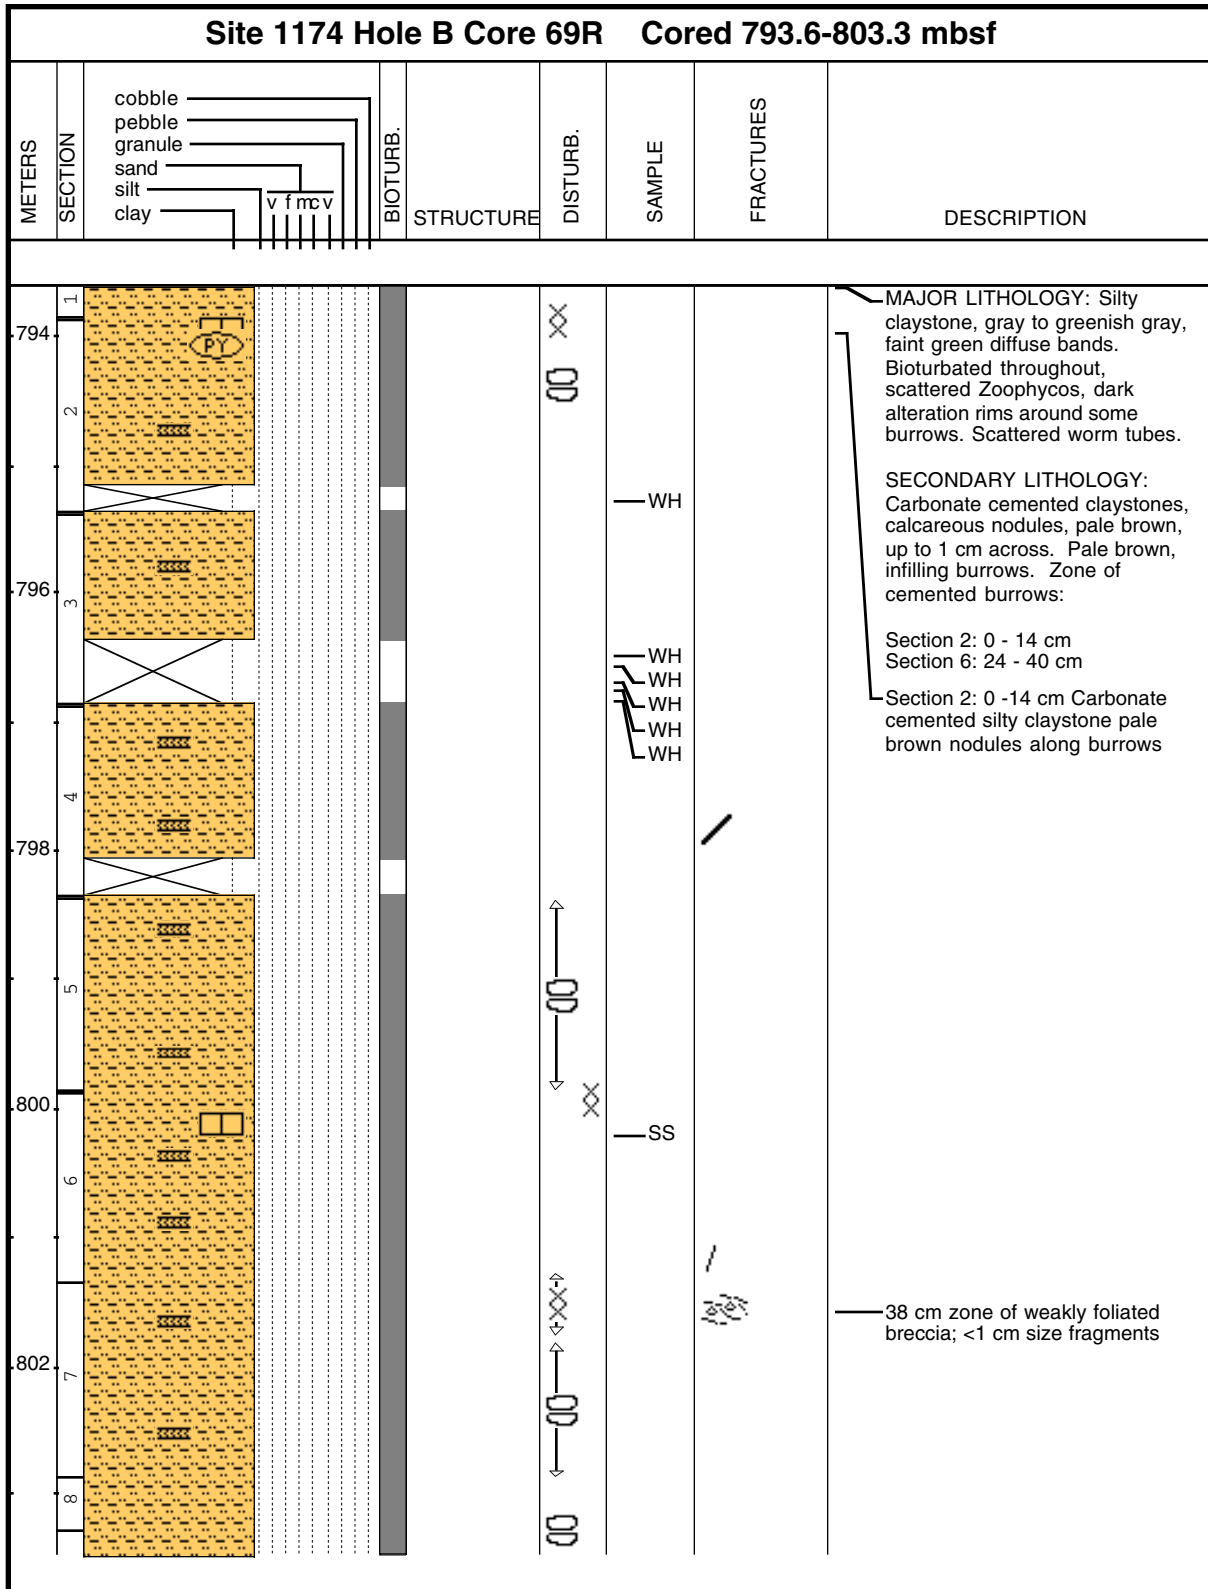 Site 1174 Hole B Core 69R Cored 793.6-803.3 mbsf
METERS
SECTION
cobble
pebble
granule
sand
silt
clay
v f m c v
BIOTURB.
STRUCTURE
DISTURB.
SAMPLE
FRACTURES
DESCRIPTION
1
794
PY
2
3
796
4
798
5
800
6
7
802
8
WH
WH
WH
WH
WH
WH
SS
MAJOR LITHOLOGY: Silty
claystone, gray to greenish gray,
faint green diffuse bands.
Bioturbated throughout,
scattered Zoophycos, dark
alteration rims around some
burrows. Scattered worm tubes.
SECONDARY LITHOLOGY:
Carbonate cemented claystones,
calcareous nodules, pale brown,
up to 1 cm across. Pale brown,
infilling burrows. Zone of
cemented burrows:
Section 2: 0 - 14 cm
Section 6: 24 - 40 cm
Section 2: 0 -14 cm Carbonate
cemented silty claystone pale
brown nodules along burrows
38 cm zone of weakly foliated
breccia; <1 cm size fragments